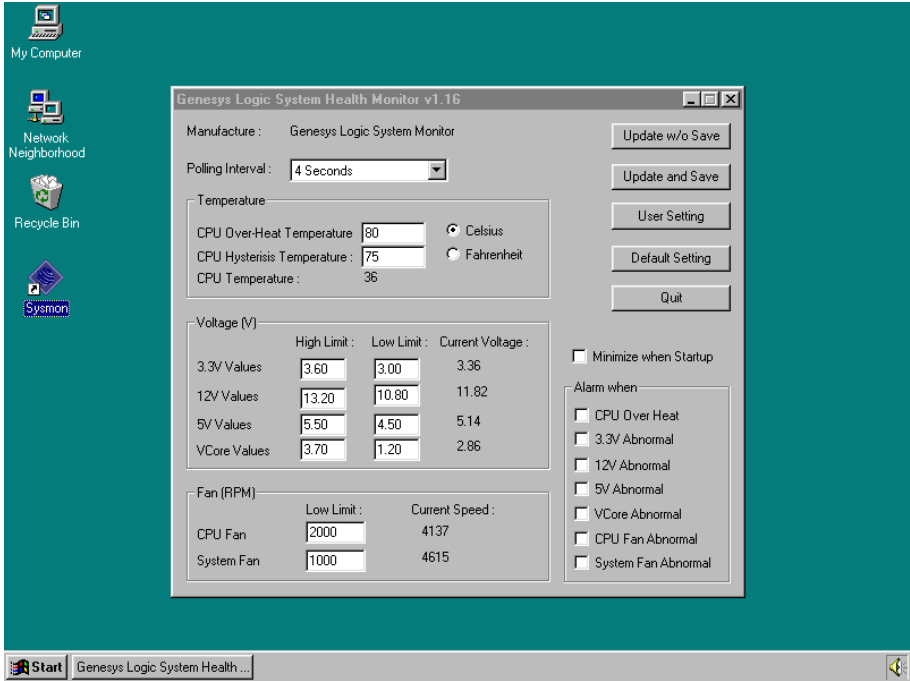 My Computer
Network
Neighborhood
Recycle Bin
Sysmon
Genesys Logic System Health Monitor v1.16
Manufacture : Genesys Logic System Monitor
Polling Interval : 4 Seconds
Temperature
CPU Over-Heat Temperature 80 Celsius
CPU Hysterisis Temperature : 75 Fahrenheit
CPU Temperature : 36
Voltage (V)
High Limit : Low Limit : Current Voltage :
3.3V Values 3.60 3.00 3.36
12V Values 13.20 10.80 11.82
5V Values 5.50 4.50 5.14
VCore Values 3.70 1.20 2.86
Fan (RPM)
Low Limit : Current Speed :
CPU Fan 2000 4137
System Fan 1000 4615
Update w/o Save
Update and Save
User Setting
Default Setting
Quit
Minimize when Startup
Alarm when
CPU Over Heat
3.3V Abnormal
12V Abnormal
5V Abnormal
VCore Abnormal
CPU Fan Abnormal
System Fan Abnormal
Start
Genesys Logic System Health ...